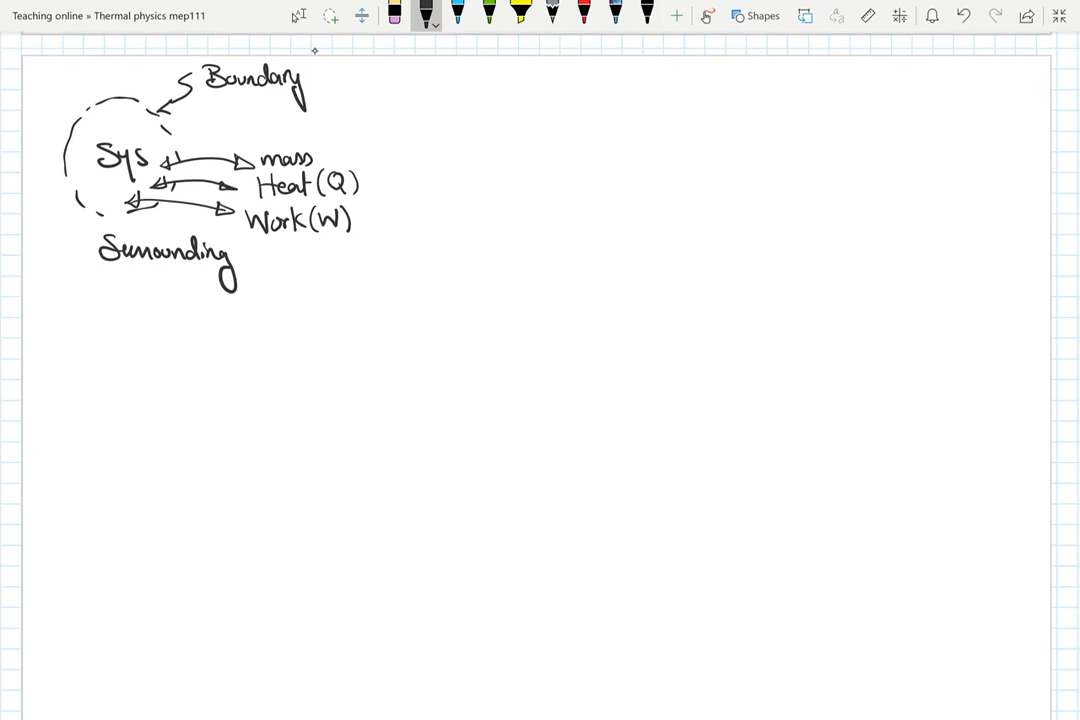 Teaching online » Thermal physics mep111
Shapes
Boundary
Sys
mass
Heat (Q)
Work (W)
Surrounding